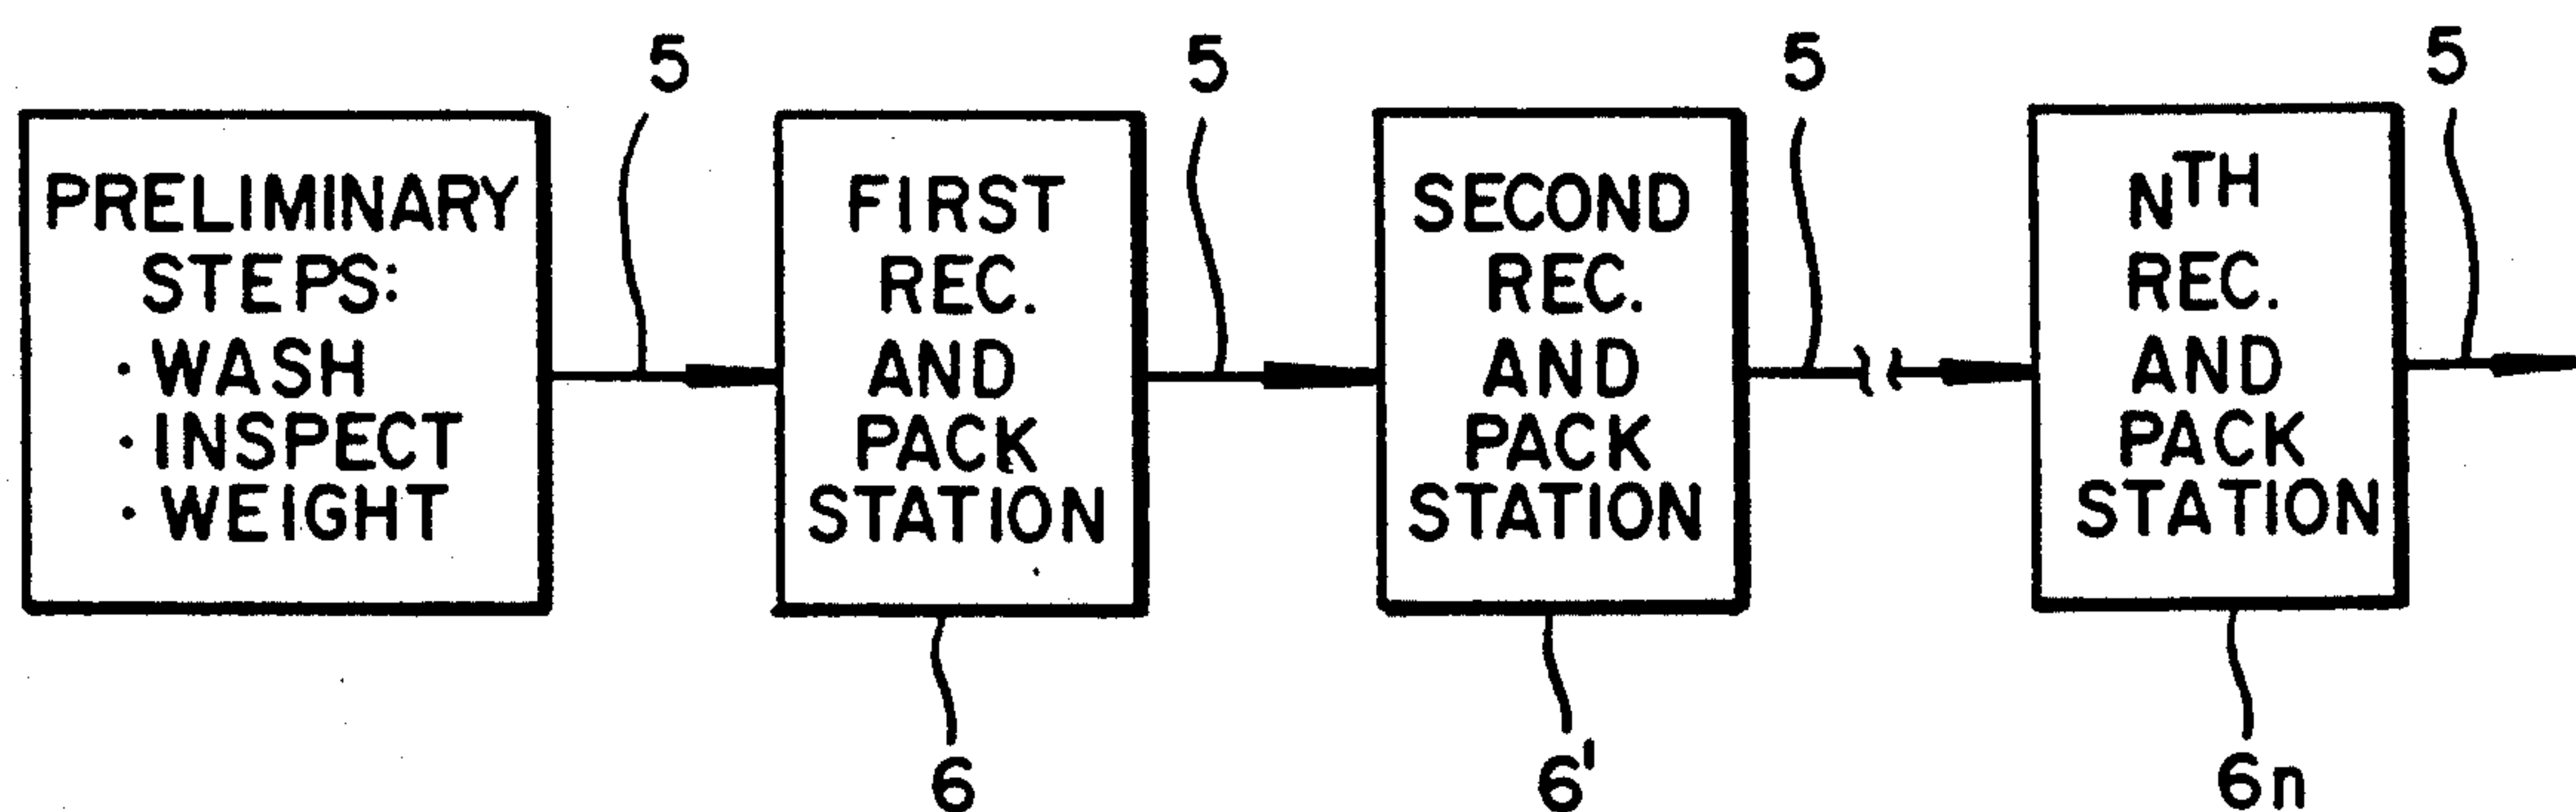 5
5
5
5
PRELIMINARY
STEPS:
· WASH
· INSPECT
· WEIGHT
FIRST
REC.
AND
PACK
STATION
SECOND
REC.
AND
PACK
STATION
NTH
REC.
AND
PACK
STATION
6
6'
6n